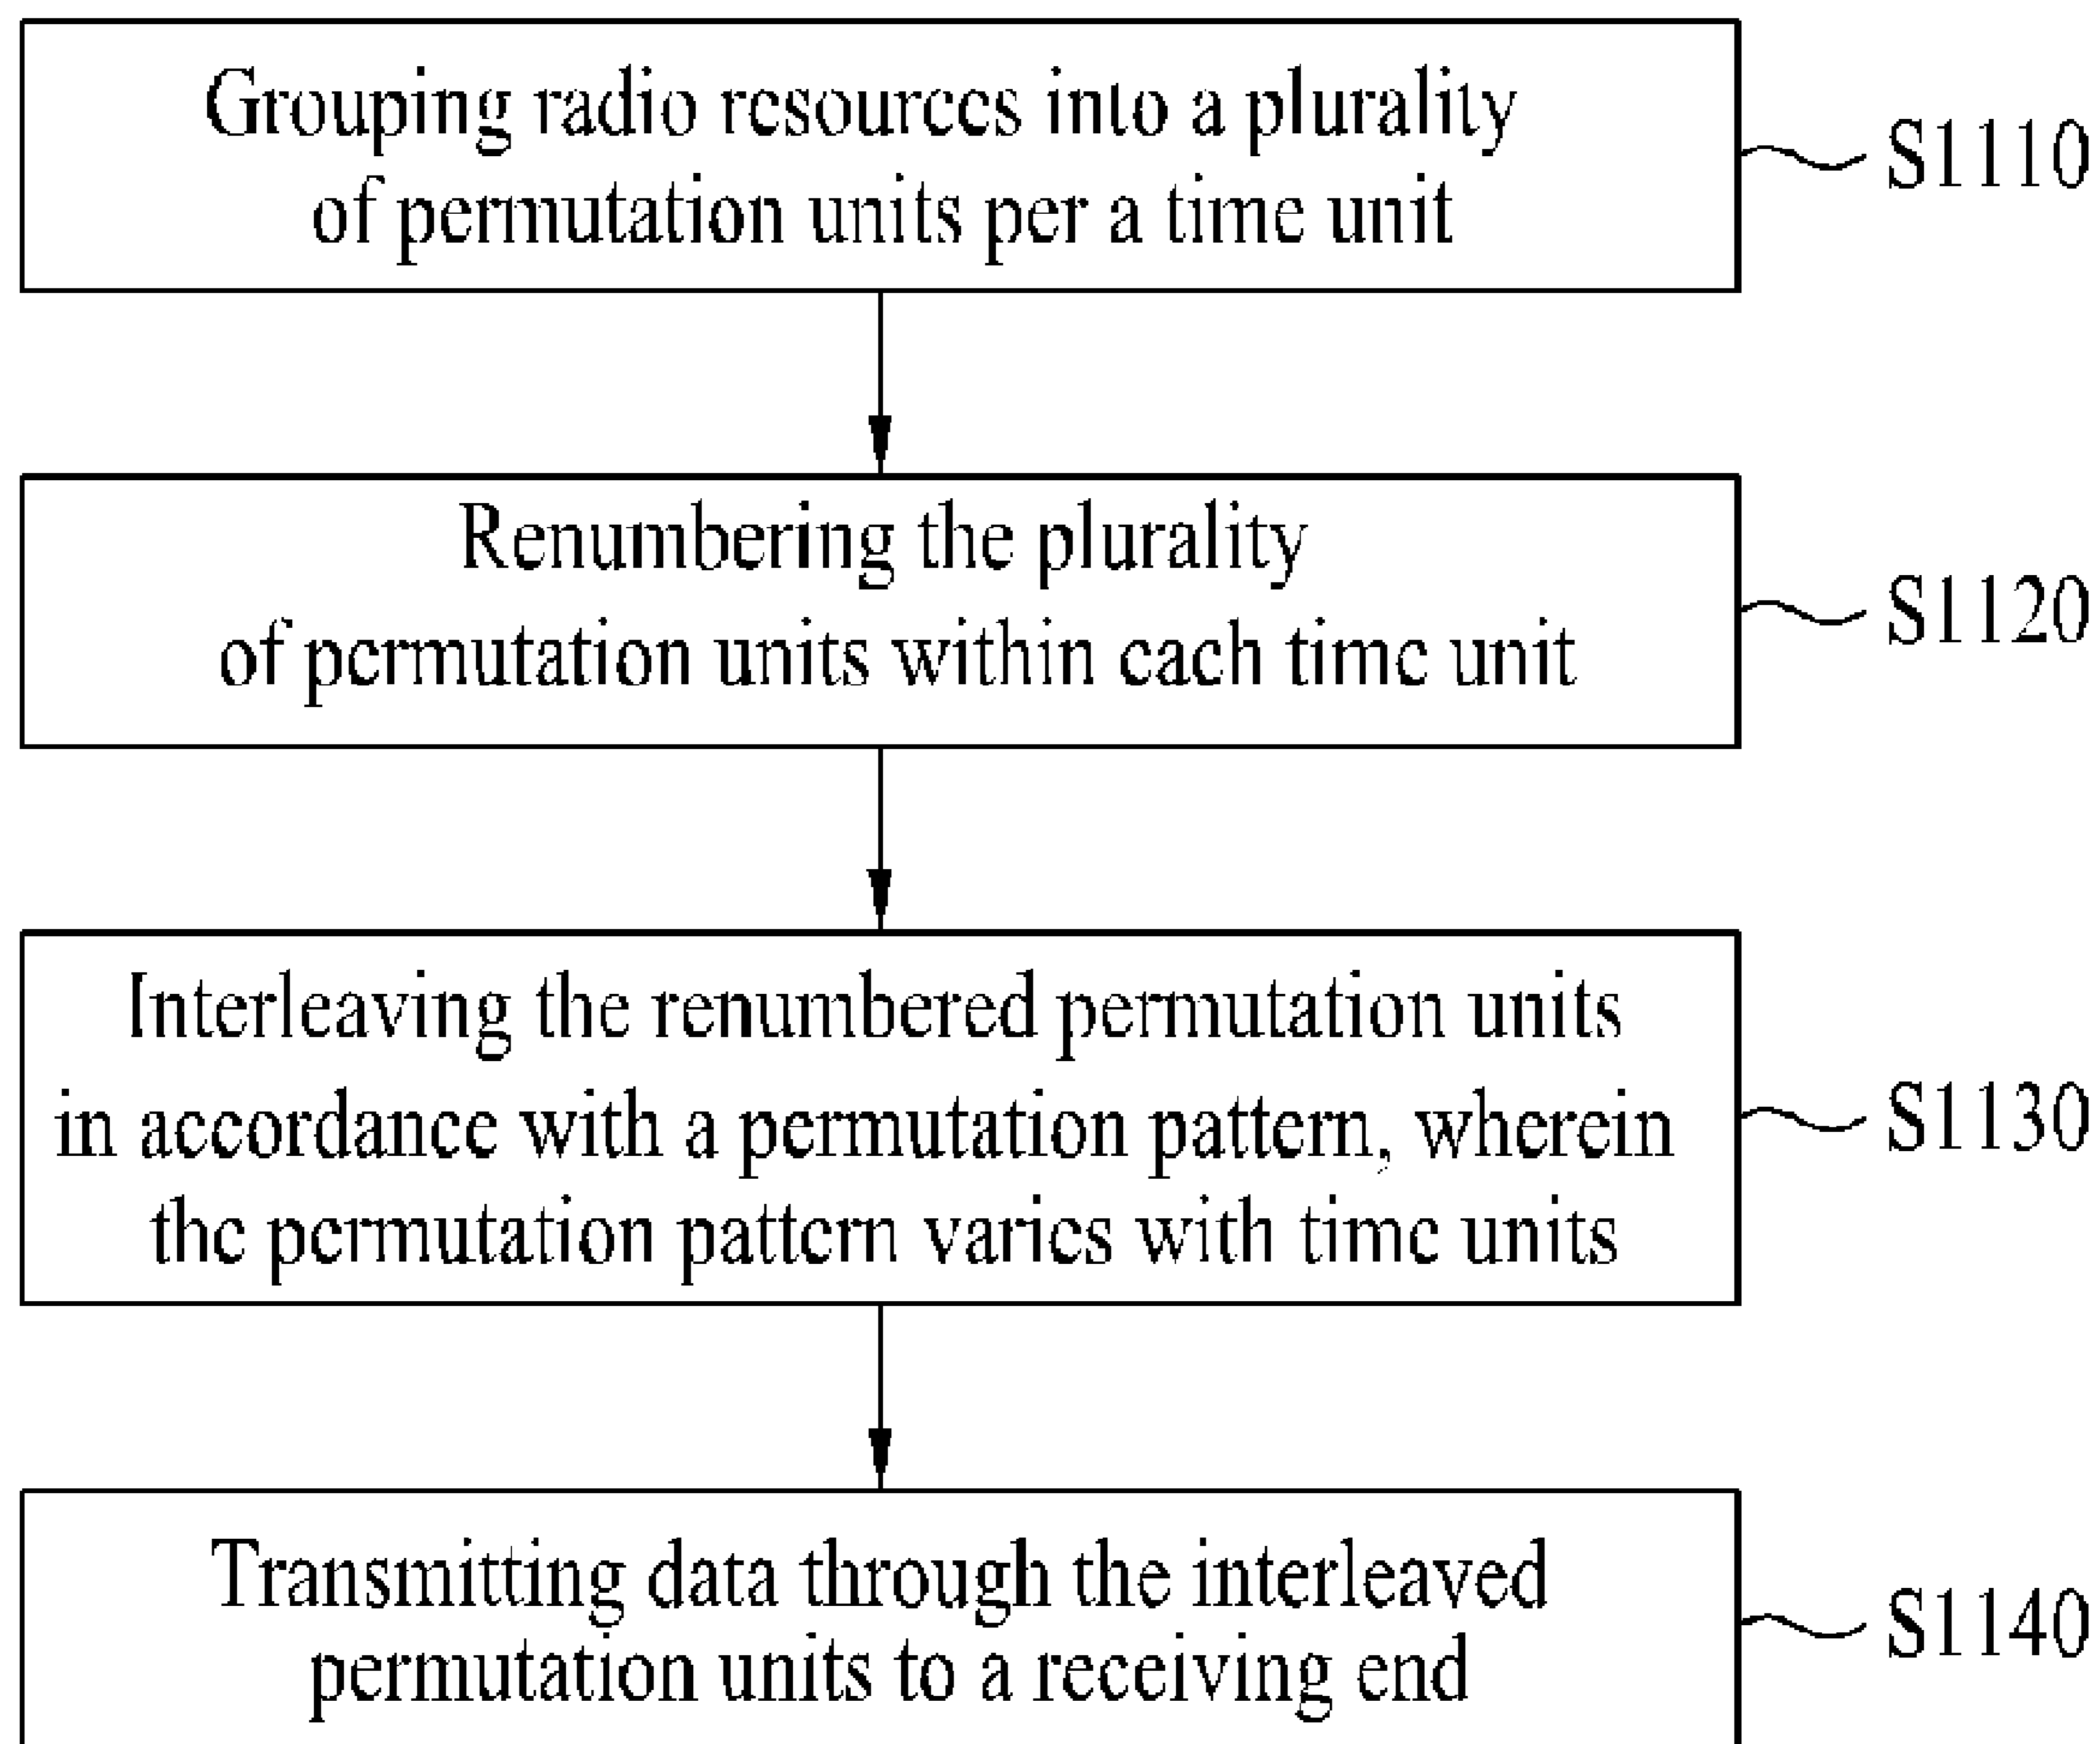 Grouping radio resources into a plurality
of permutation units per a time unit
S1110
Renumbering the plurality
of permutation units within each time unit
S1120
Interleaving the renumbered permutation units
in accordance with a permutation pattern, wherein
the permutation pattern varies with time units
S1130
Transmitting data through the interleaved
permutation units to a receiving end
S1140